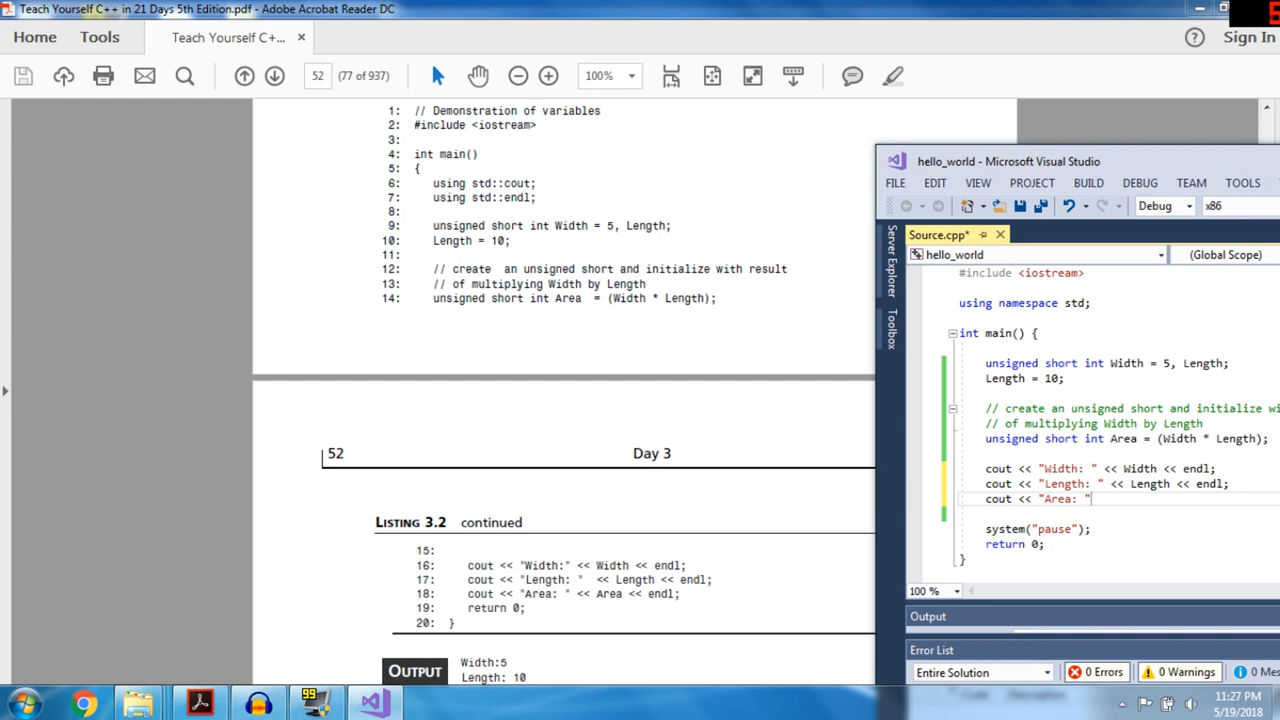 Teach Yourself C++ in 21 Days 5th Edition.pdf - Adobe Acrobat Reader DC
Home Tools Teach Yourself C+... × Sign In
52 (77 of 937) 100%
1: // Demonstration of variables
2: #include <iostream>
3:
4: int main()
5: {
6: using std::cout;
7: using std::endl;
8:
9: unsigned short int Width = 5, Length;
10: Length = 10;
11:
12: // create an unsigned short and initialize with result
13: // of multiplying Width by Length
14: unsigned short int Area = (Width * Length);
52 Day 3
LISTING 3.2 continued
15:
16: cout << "Width:" << Width << endl;
17: cout << "Length: " << Length << endl;
18: cout << "Area: " << Area << endl;
19: return 0;
20: }
OUTPUT Width:5
Length: 10
hello_world - Microsoft Visual Studio
FILE EDIT VIEW PROJECT BUILD DEBUG TEAM TOOLS
Debug x86
Server Explorer
Toolbox
Source.cpp*
hello_world (Global Scope)
#include <iostream>
using namespace std;
int main() {
unsigned short int Width = 5, Length;
Length = 10;
// create an unsigned short and initialize
// of multiplying Width by Length
unsigned short int Area = (Width * Length);
cout << "Width: " << Width << endl;
cout << "Length: " << Length << endl;
cout << "Area: "
system("pause");
return 0;
}
100 %
Output
Error List
Entire Solution 0 Errors 0 Warnings 0 Mes
Code Description
99
11:27 PM
5/19/2018